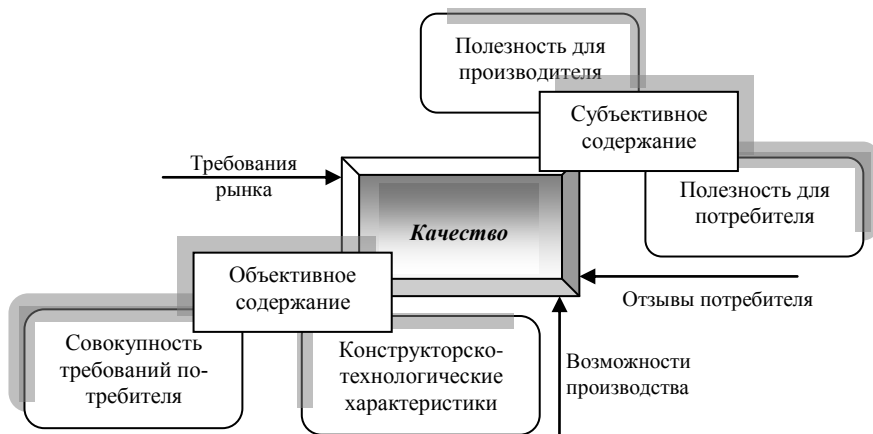 Полезность для
производителя
Субъективное
содержание
Требования
рынка
Полезность для
потребителя
Качество
Объективное
содержание
Отзывы потребителя
Совокупность
требований по-
требителя
Конструкторско-
технологические
характеристики
Возможности
производства